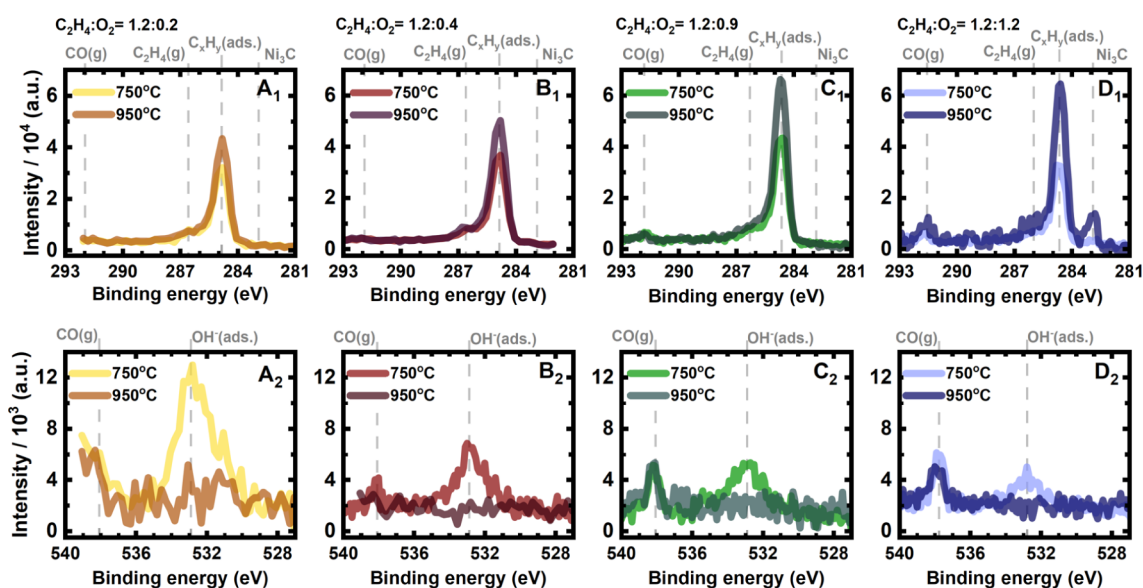 C₂H₄:O₂= 1.2:0.2
C₂H₄:O₂= 1.2:0.4
C₂H₄:O₂= 1.2:0.9
C₂H₄:O₂= 1.2:1.2
CO(g) C₂H₄(g) CₓHᵧ(ads.) Ni₃C
CO(g) C₂H₄(g) CₓHᵧ(ads.) Ni₃C
CO(g) C₂H₄(g) CₓHᵧ(ads.) Ni₃C
CO(g) C₂H₄(g) CₓHᵧ(ads.) Ni₃C
Intensity / 10⁴ (a.u.)
6
4
2
0
750°C
950°C
A₁
293 290 287 284 281
Binding energy (eV)
6
4
2
0
750°C
950°C
B₁
293 290 287 284 281
Binding energy (eV)
6
4
2
0
750°C
950°C
C₁
293 290 287 284 281
Binding energy (eV)
6
4
2
0
750°C
950°C
D₁
293 290 287 284 281
Binding energy (eV)
CO(g) OH⁻(ads.)
CO(g) OH⁻(ads.)
CO(g) OH⁻(ads.)
CO(g) OH⁻(ads.)
Intensity / 10³ (a.u.)
12
8
4
0
750°C
950°C
A₂
540 536 532 528
Binding energy (eV)
12
8
4
0
750°C
950°C
B₂
540 536 532 528
Binding energy (eV)
12
8
4
0
750°C
950°C
C₂
540 536 532 528
Binding energy (eV)
12
8
4
0
750°C
950°C
D₂
540 536 532 528
Binding energy (eV)